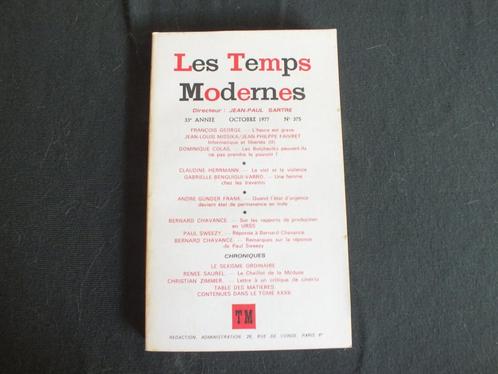 Les Temps
Modernes
Directeur : JEAN-PAUL SARTRE
33e ANNÉE OCTOBRE 1977 N° 375
FRANÇOIS GEORGE. — L'heure est grave
JEAN-LOUIS MISSIKA/JEAN-PHILIPPE FAIVRET
Informatique et libertés (II)
DOMINIQUE COLAS. — Les Bolcheviks peuvent-ils
ne pas prendre le pouvoir ?
CLAUDINE HERRMANN. — Le viol et la violence
GABRIELLE BENGUIGUI-VARRO. — Une femme
chez les travestis
ANDRE GUNDER FRANK. — Quand l'état d'urgence
devient état de permanence en Inde
BERNARD CHAVANCE. — Sur les rapports de production
en URSS
PAUL SWEEZY. — Réponse à Bernard Chavance
BERNARD CHAVANCE. — Remarques sur la réponse
de Paul Sweezy
CHRONIQUES
LE SEXISME ORDINAIRE
RENEE SAUREL. — Le Chaillot de la Méduse
CHRISTIAN ZIMMER. — Lettre à un critique de cinéma
TABLE DES MATIERES
CONTENUES DANS LE TOME XXXII
TM
REDACTION, ADMINISTRATION 26, RUE DE CONDE, PARIS 6e